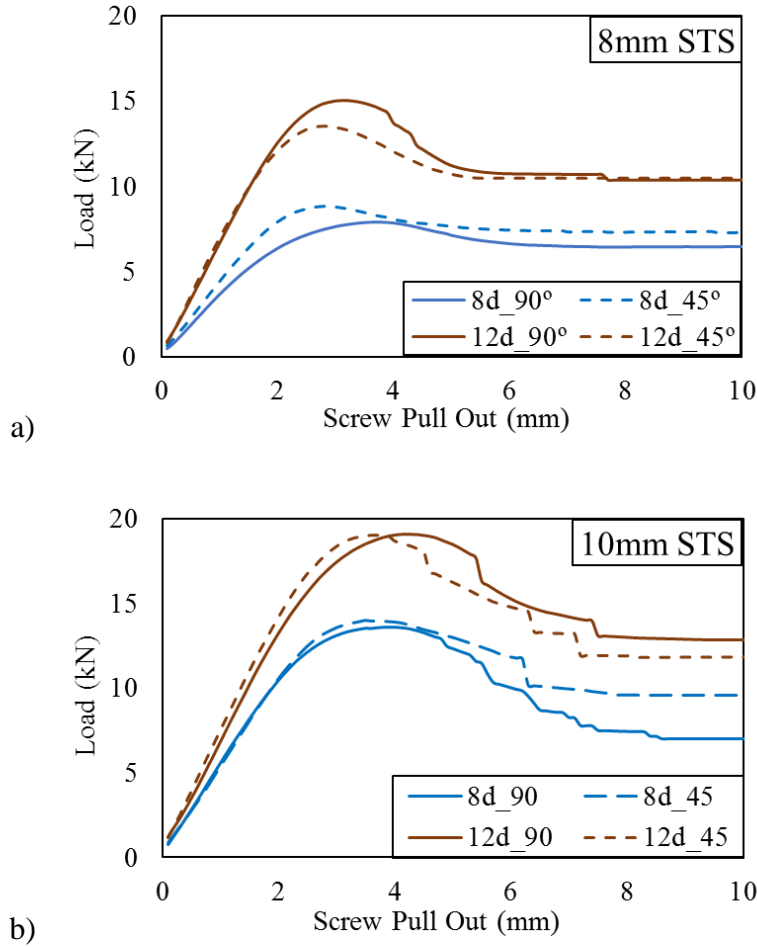 20
8mm STS
15
Load (kN)
10
5
8d_90º 8d_45º
12d_90º 12d_45º
0
0 2 4 6 8 10
Screw Pull Out (mm)
a)
20
10mm STS
15
Load (kN)
10
5
8d_90 8d_45
12d_90 12d_45
0
0 2 4 6 8 10
Screw Pull Out (mm)
b)